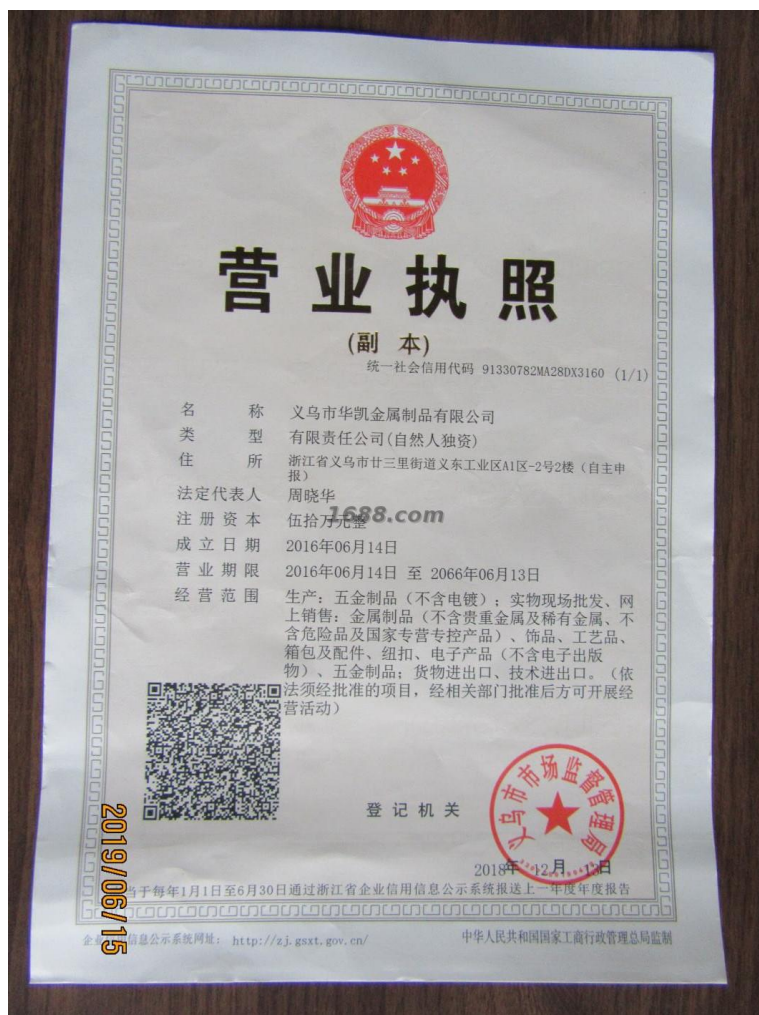 营业执照
(副 本)
统一社会信用代码 91330782MA28DX3160 (1/1)
名 称 义乌市华凯金属制品有限公司
类 型 有限责任公司(自然人独资)
住 所 浙江省义乌市廿三里街道义东工业区A1区-2号2楼（自主申
报）
法定代表人 周晓华
注册资本 伍拾万元整
1688.com
成立日期 2016年06月14日
营业期限 2016年06月14日 至 2066年06月13日
经营范围 生产：五金制品（不含电镀）；实物现场批发、网
上销售：金属制品（不含贵重金属及稀有金属、不
含危险品及国家专营专控产品）、饰品、工艺品、
箱包及配件、纽扣、电子产品（不含电子出版
物）、五金制品；货物进出口、技术进出口。（依
法须经批准的项目，经相关部门批准后方可开展经
营活动）
登记机关
义乌市市场监督管理局
2018年 12月 13日
当于每年1月1日至6月30日通过浙江省企业信用信息公示系统报送上一年度年度报告
企业 信息公示系统网址： http://zj.gsxt.gov.cn/
中华人民共和国国家工商行政管理总局监制
2019/06/15